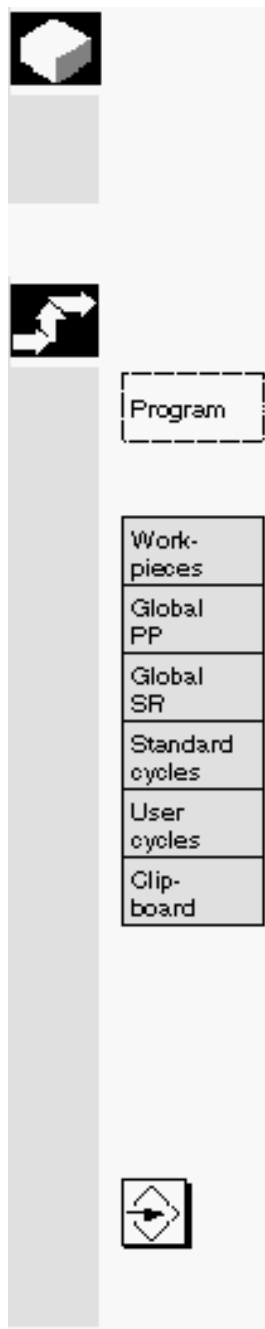 Program
Work-
pieces
Global
PP
Global
SR
Standard
cycles
User
cycles
Clip-
board